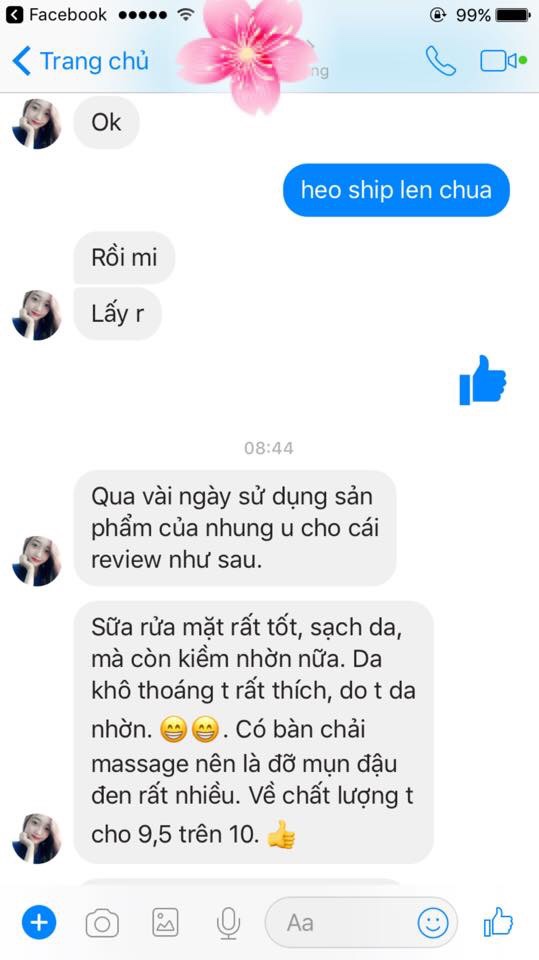 Facebook
99%
Trang chủ
ng
Ok
heo ship len chua
Rồi mi
Lấy r
08:44
Qua vài ngày sử dụng sản
phẩm của nhung u cho cái
review như sau.
Sữa rửa mặt rất tốt, sạch da,
mà còn kiềm nhờn nữa. Da
khô thoáng t rất thích, do t da
nhờn. 😁😁. Có bàn chải
massage nên là đỡ mụn đậu
đen rất nhiều. Về chất lượng t
cho 9,5 trên 10. 👍
Aa